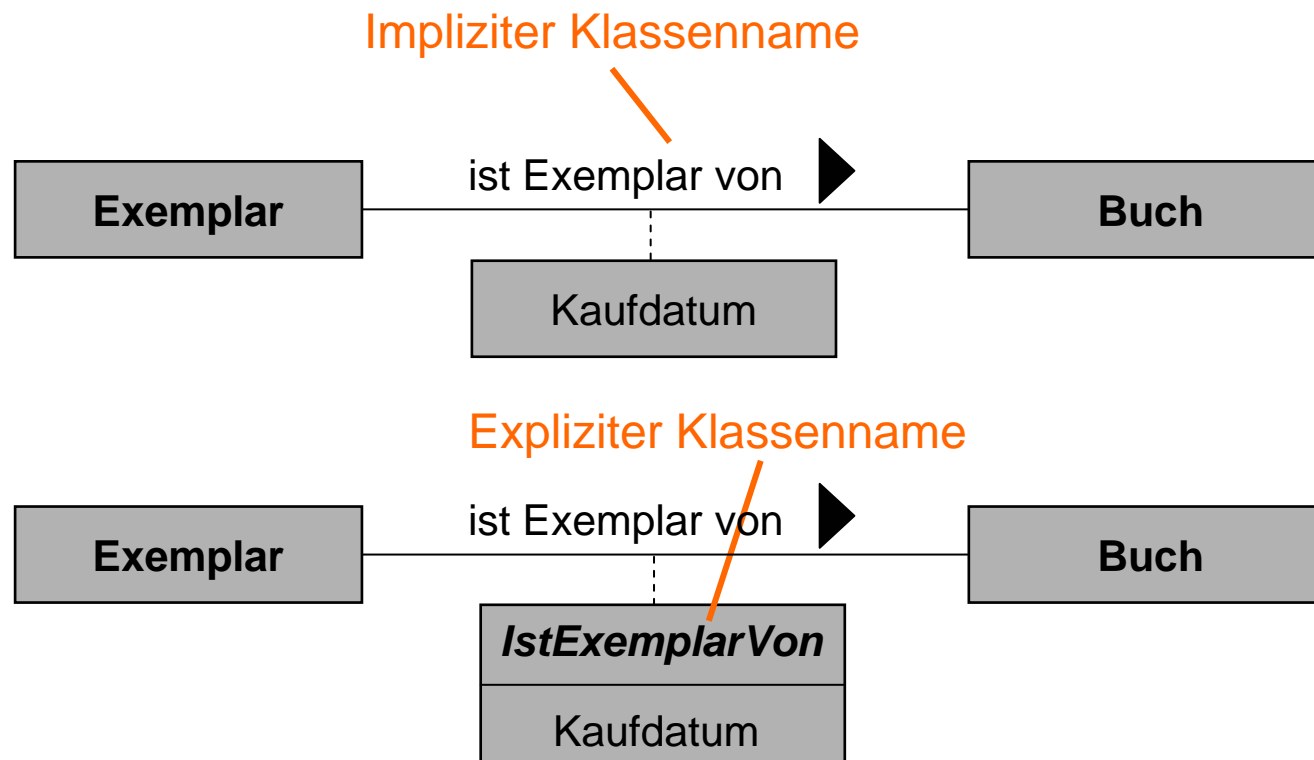 Impliziter Klassenname
ist Exemplar von
Exemplar
Buch
Kaufdatum
Expliziter Klassenname
ist Exemplar von
Exemplar
Buch
IstExemplarVon
Kaufdatum